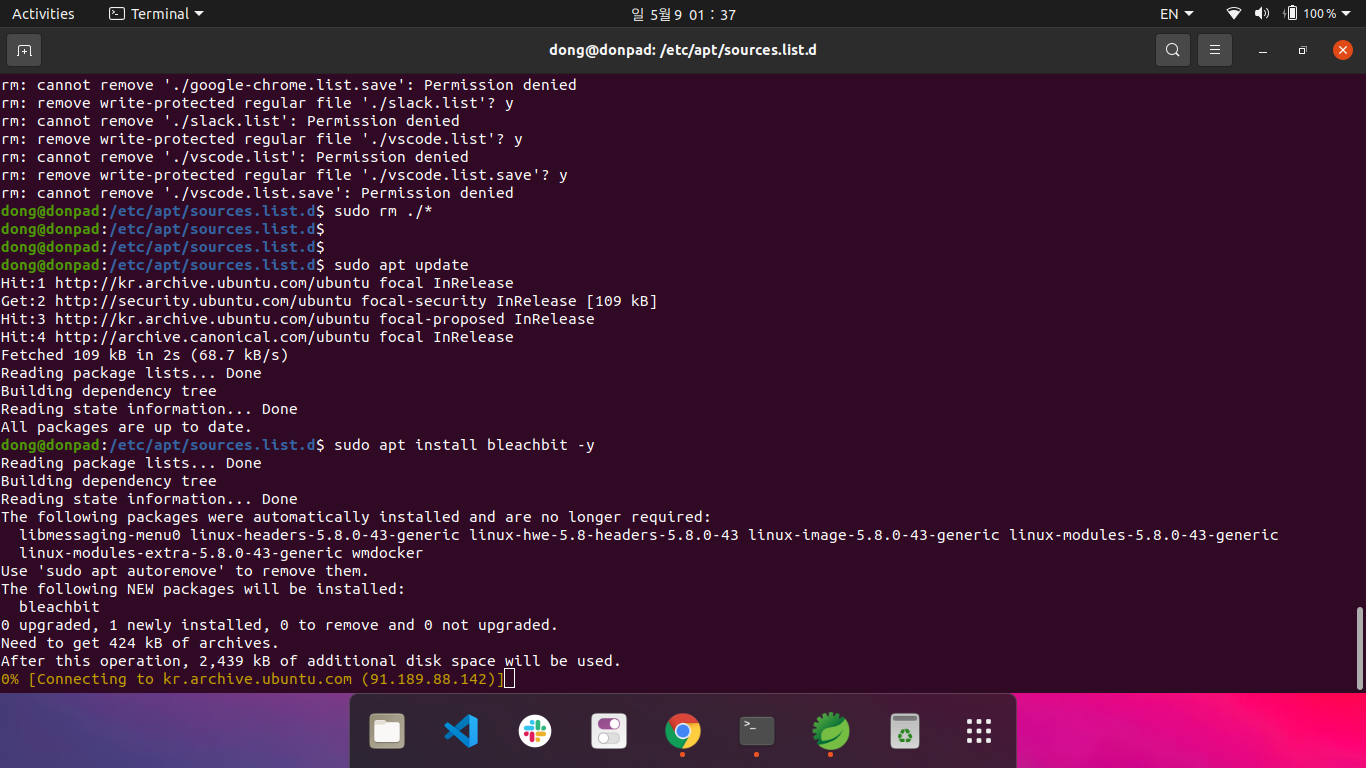 Activities
Terminal
일 5월 9 01 : 37
EN
100 %
dong@donpad: /etc/apt/sources.list.d
rm: cannot remove './google-chrome.list.save': Permission denied
rm: remove write-protected regular file './slack.list'? y
rm: cannot remove './slack.list': Permission denied
rm: remove write-protected regular file './vscode.list'? y
rm: cannot remove './vscode.list': Permission denied
rm: remove write-protected regular file './vscode.list.save'? y
rm: cannot remove './vscode.list.save': Permission denied
dong@donpad:/etc/apt/sources.list.d$ sudo rm ./*
dong@donpad:/etc/apt/sources.list.d$
dong@donpad:/etc/apt/sources.list.d$
dong@donpad:/etc/apt/sources.list.d$ sudo apt update
Hit:1 http://kr.archive.ubuntu.com/ubuntu focal InRelease
Get:2 http://security.ubuntu.com/ubuntu focal-security InRelease [109 kB]
Hit:3 http://kr.archive.ubuntu.com/ubuntu focal-proposed InRelease
Hit:4 http://archive.canonical.com/ubuntu focal InRelease
Fetched 109 kB in 2s (68.7 kB/s)
Reading package lists... Done
Building dependency tree
Reading state information... Done
All packages are up to date.
dong@donpad:/etc/apt/sources.list.d$ sudo apt install bleachbit -y
Reading package lists... Done
Building dependency tree
Reading state information... Done
The following packages were automatically installed and are no longer required:
  libmessaging-menu0 linux-headers-5.8.0-43-generic linux-hwe-5.8-headers-5.8.0-43 linux-image-5.8.0-43-generic linux-modules-5.8.0-43-generic
  linux-modules-extra-5.8.0-43-generic wmdocker
Use 'sudo apt autoremove' to remove them.
The following NEW packages will be installed:
  bleachbit
0 upgraded, 1 newly installed, 0 to remove and 0 not upgraded.
Need to get 424 kB of archives.
After this operation, 2,439 kB of additional disk space will be used.
0% [Connecting to kr.archive.ubuntu.com (91.189.88.142)]